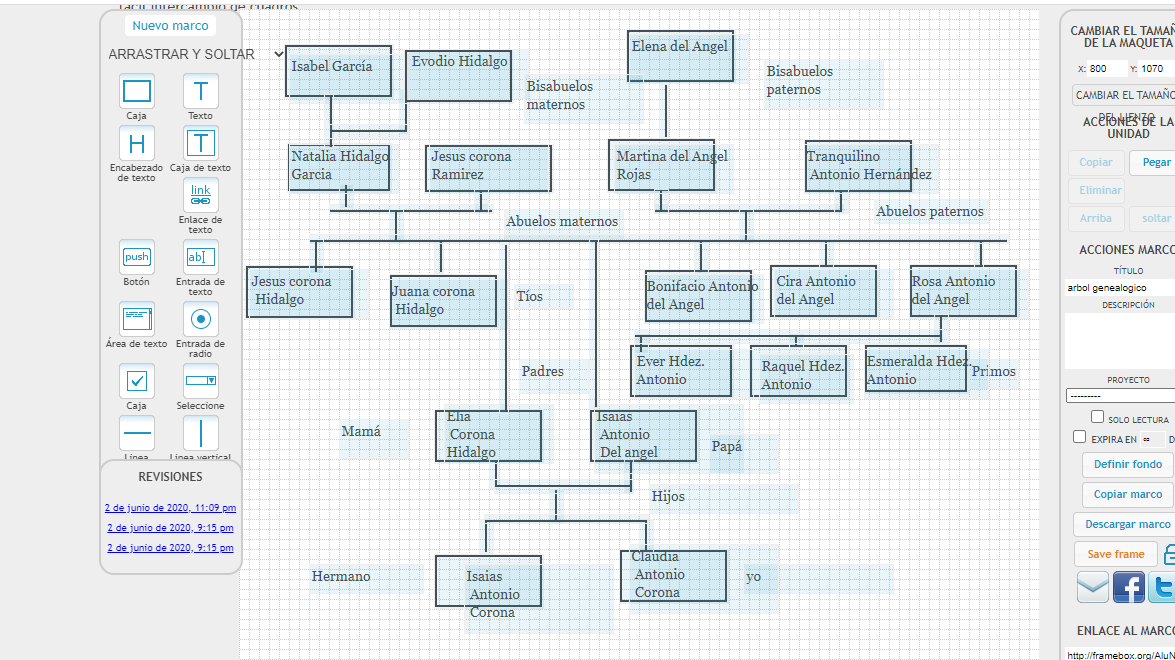 fácil intercambio de cuadros.
Nuevo marco
ARRASTRAR Y SOLTAR
Caja
Texto
Encabezado
de texto
Caja de texto
Enlace de
texto
Botón
Entrada de
texto
Área de texto
Entrada de
radio
Caja
Seleccione
Línea
Línea vertical
REVISIONES
2 de junio de 2020, 11:09 pm
2 de junio de 2020, 9:15 pm
2 de junio de 2020, 9:15 pm
T
H
T
link
push
ab
Isabel García
Evodio Hidalgo
Bisabuelos
maternos
Elena del Angel
Bisabuelos
paternos
Natalia Hidalgo
Garcia
Jesus corona
Ramirez
Martina del Angel
Rojas
Tranquilino
Antonio Hernández
Abuelos maternos
Abuelos paternos
Jesus corona
Hidalgo
Juana corona
Hidalgo
Tíos
Bonifacio Antonio
del Angel
Cira Antonio
del Angel
Rosa Antonio
del Angel
Padres
Ever Hdez.
Antonio
Raquel Hdez.
Antonio
Esmeralda Hdez.
Antonio
Primos
Mamá
Elia
Corona
Hidalgo
Isaias
Antonio
Del angel
Papá
Hijos
Hermano
Isaias
Antonio
Corona
Claudia
Antonio
Corona
yo
CAMBIAR EL TAMAÑ
DE LA MAQUETA
X: 800 Y: 1070
CAMBIAR EL TAMAÑO
DEL LIENZO
ACCIONES DE LA
UNIDAD
Copiar Pegar
Eliminar
Arriba soltar
ACCIONES MARCO
TÍTULO
arbol genealogico
DESCRIPCIÓN
PROYECTO
---------
SOLO LECTURA
EXPIRA EN ∞ D
Definir fondo
Copiar marco
Descargar marco
Save frame
f
t
ENLACE AL MARCO
http://framebox.org/AluN